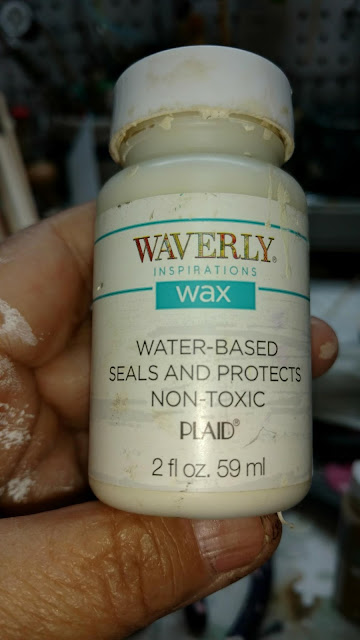 WAVERLY®
INSPIRATIONS
wax
WATER-BASED
SEALS AND PROTECTS
NON-TOXIC
PLAID®
2 fl oz. 59 ml